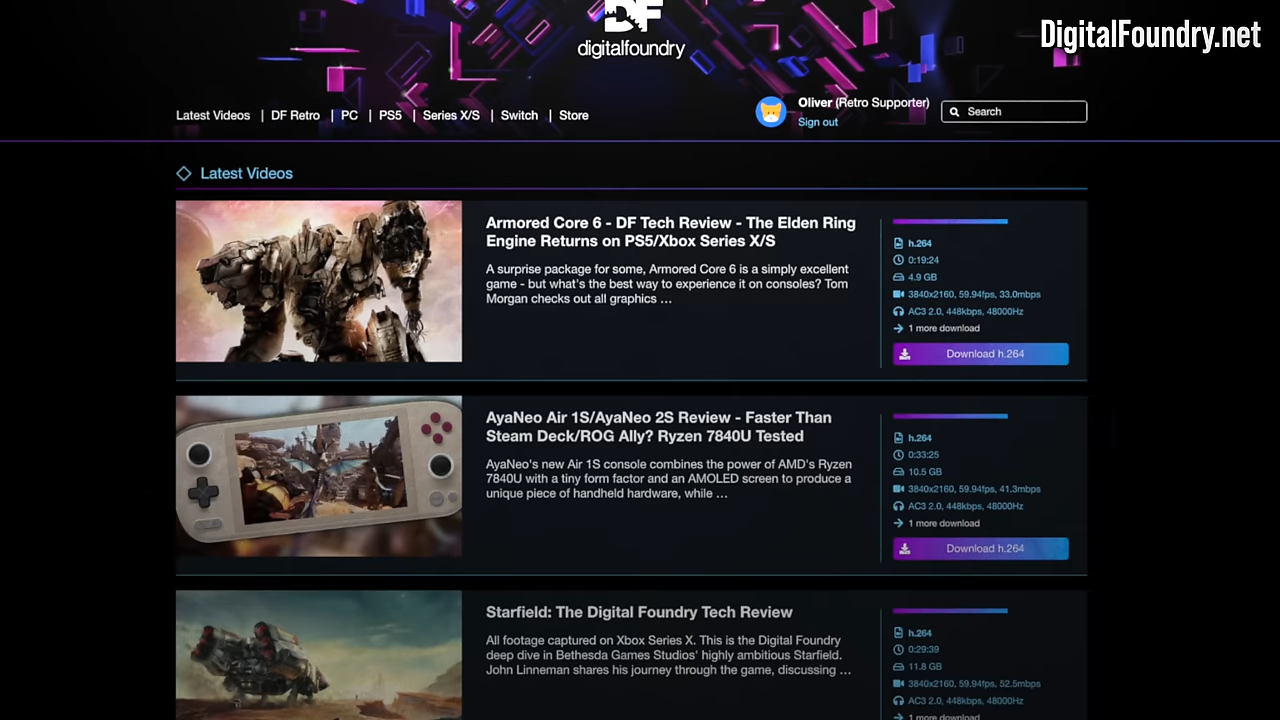 DF
digitalfoundry
DigitalFoundry.net
Latest Videos | DF Retro | PC | PS5 | Series X/S | Switch | Store
Oliver (Retro Supporter)
Sign out
Search
Latest Videos
Armored Core 6 - DF Tech Review - The Elden Ring
Engine Returns on PS5/Xbox Series X/S
A surprise package for some, Armored Core 6 is a simply excellent
game - but what's the best way to experience it on consoles? Tom
Morgan checks out all graphics ...
h.264
0:19:24
4.9 GB
3840x2160, 59.94fps, 33.0mbps
AC3 2.0, 448kbps, 48000Hz
1 more download
Download h.264
AyaNeo Air 1S/AyaNeo 2S Review - Faster Than
Steam Deck/ROG Ally? Ryzen 7840U Tested
AyaNeo's new Air 1S console combines the power of AMD's Ryzen
7840U with a tiny form factor and an AMOLED screen to produce a
unique piece of handheld hardware, while ...
h.264
0:33:25
10.5 GB
3840x2160, 59.94fps, 41.3mbps
AC3 2.0, 448kbps, 48000Hz
1 more download
Download h.264
Starfield: The Digital Foundry Tech Review
All footage captured on Xbox Series X. This is the Digital Foundry
deep dive in Bethesda Games Studios' highly ambitious Starfield.
John Linneman shares his journey through the game, discussing ...
h.264
0:29:39
11.8 GB
3840x2160, 59.94fps, 52.5mbps
AC3 2.0, 448kbps, 48000Hz
1 more download